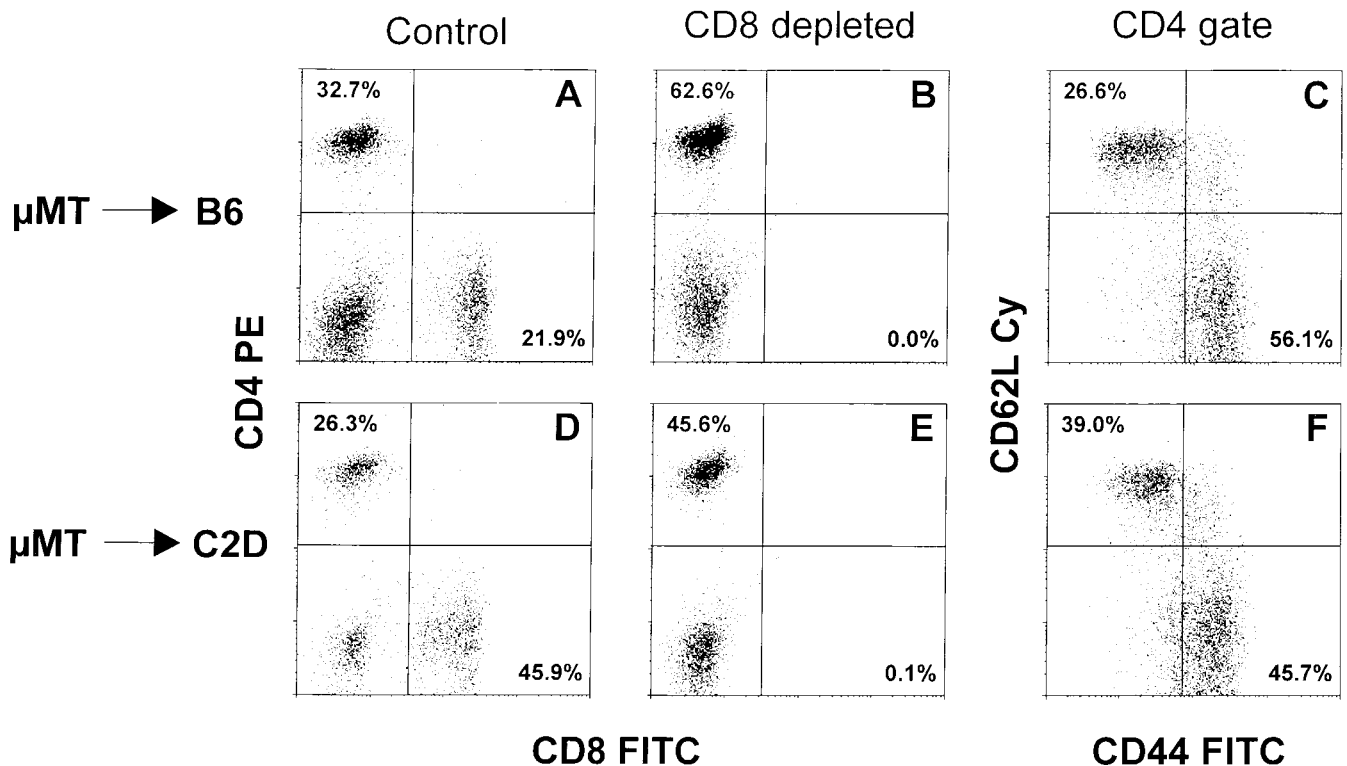 Control
CD8 depleted
CD4 gate
32.7%
A
62.6%
B
26.6%
C
µMT
B6
21.9%
0.0%
56.1%
CD4 PE
CD62L Cy
26.3%
D
45.6%
E
39.0%
F
µMT
C2D
45.9%
0.1%
45.7%
CD8 FITC
CD44 FITC